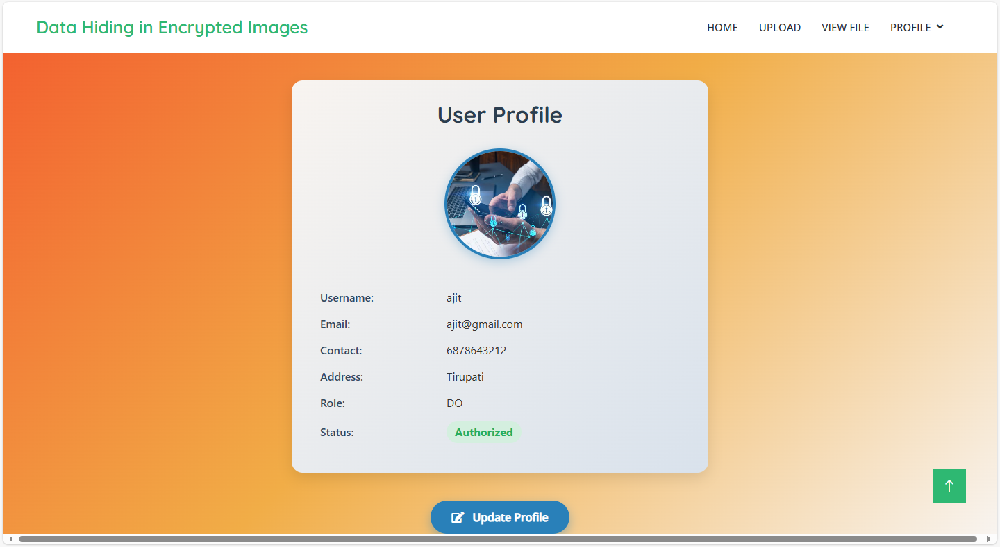 Data Hiding in Encrypted Images
HOME UPLOAD VIEW FILE PROFILE
User Profile
Username: ajit
Email: ajit@gmail.com
Contact: 6878643212
Address: Tirupati
Role: DO
Status: Authorized
Update Profile